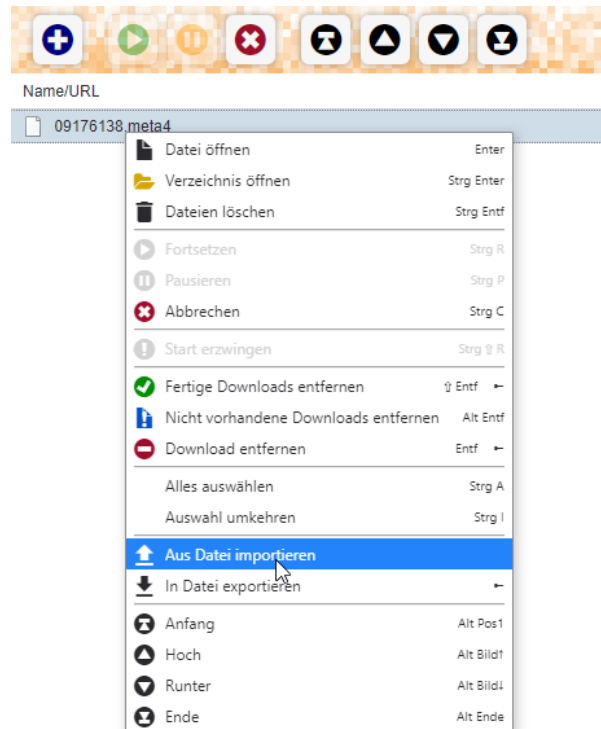 Name/URL
09176138.meta4
Datei öffnen Enter
Verzeichnis öffnen Strg Enter
Dateien löschen Strg Entf
Fortsetzen Strg R
Pausieren Strg P
Abbrechen Strg C
Start erzwingen Strg ⇧ R
Fertige Downloads entfernen ⇧ Entf
Nicht vorhandene Downloads entfernen Alt Entf
Download entfernen Entf
Alles auswählen Strg A
Auswahl umkehren Strg I
Aus Datei importieren
In Datei exportieren
Anfang Alt Pos1
Hoch Alt Bild↑
Runter Alt Bild↓
Ende Alt Ende